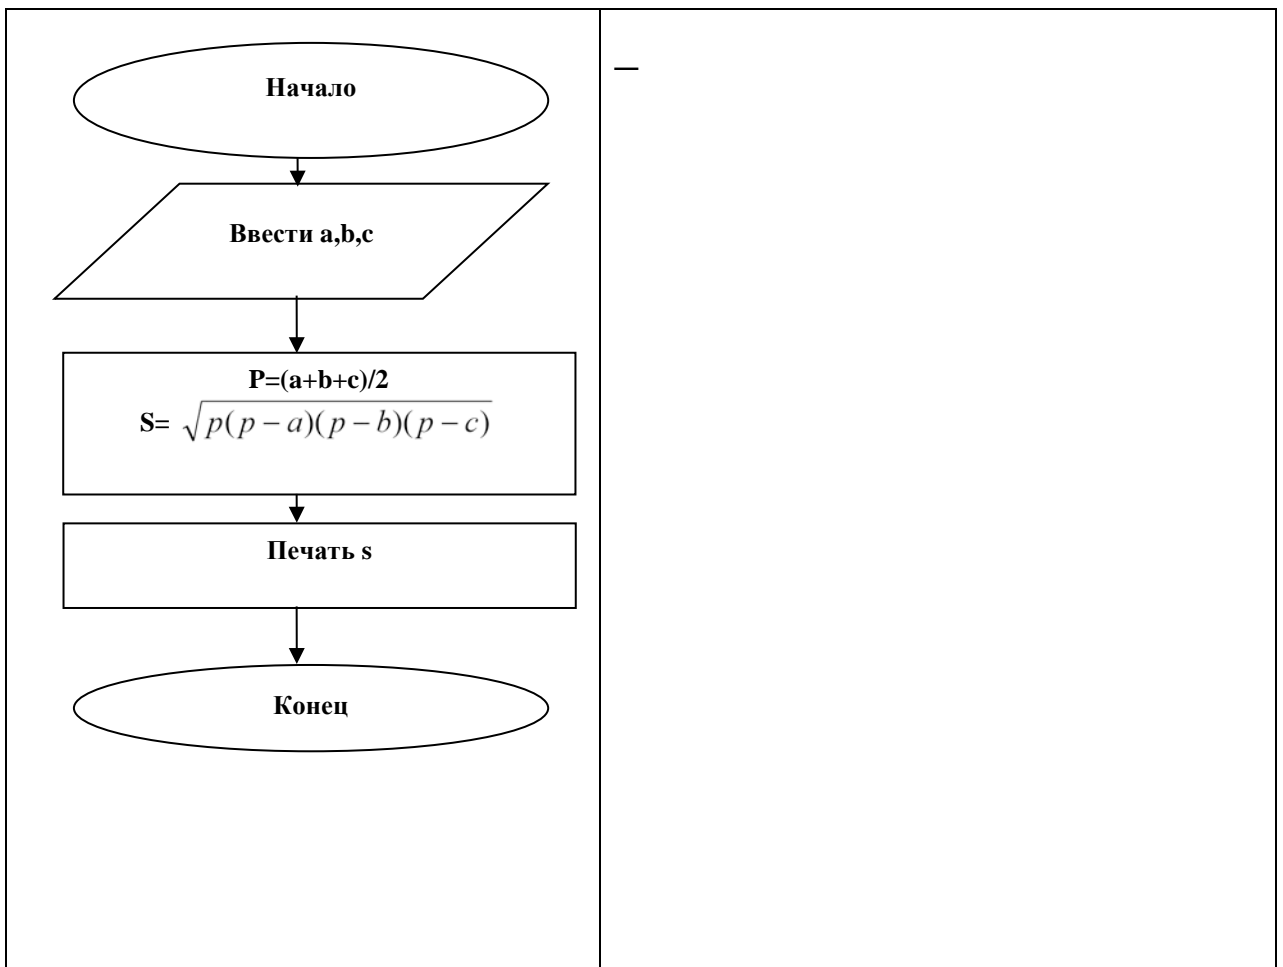 Начало
—
Ввести a,b,c
P=(a+b+c)/2
S= √p(p − a)(p − b)(p − c)
Печать s
Конец